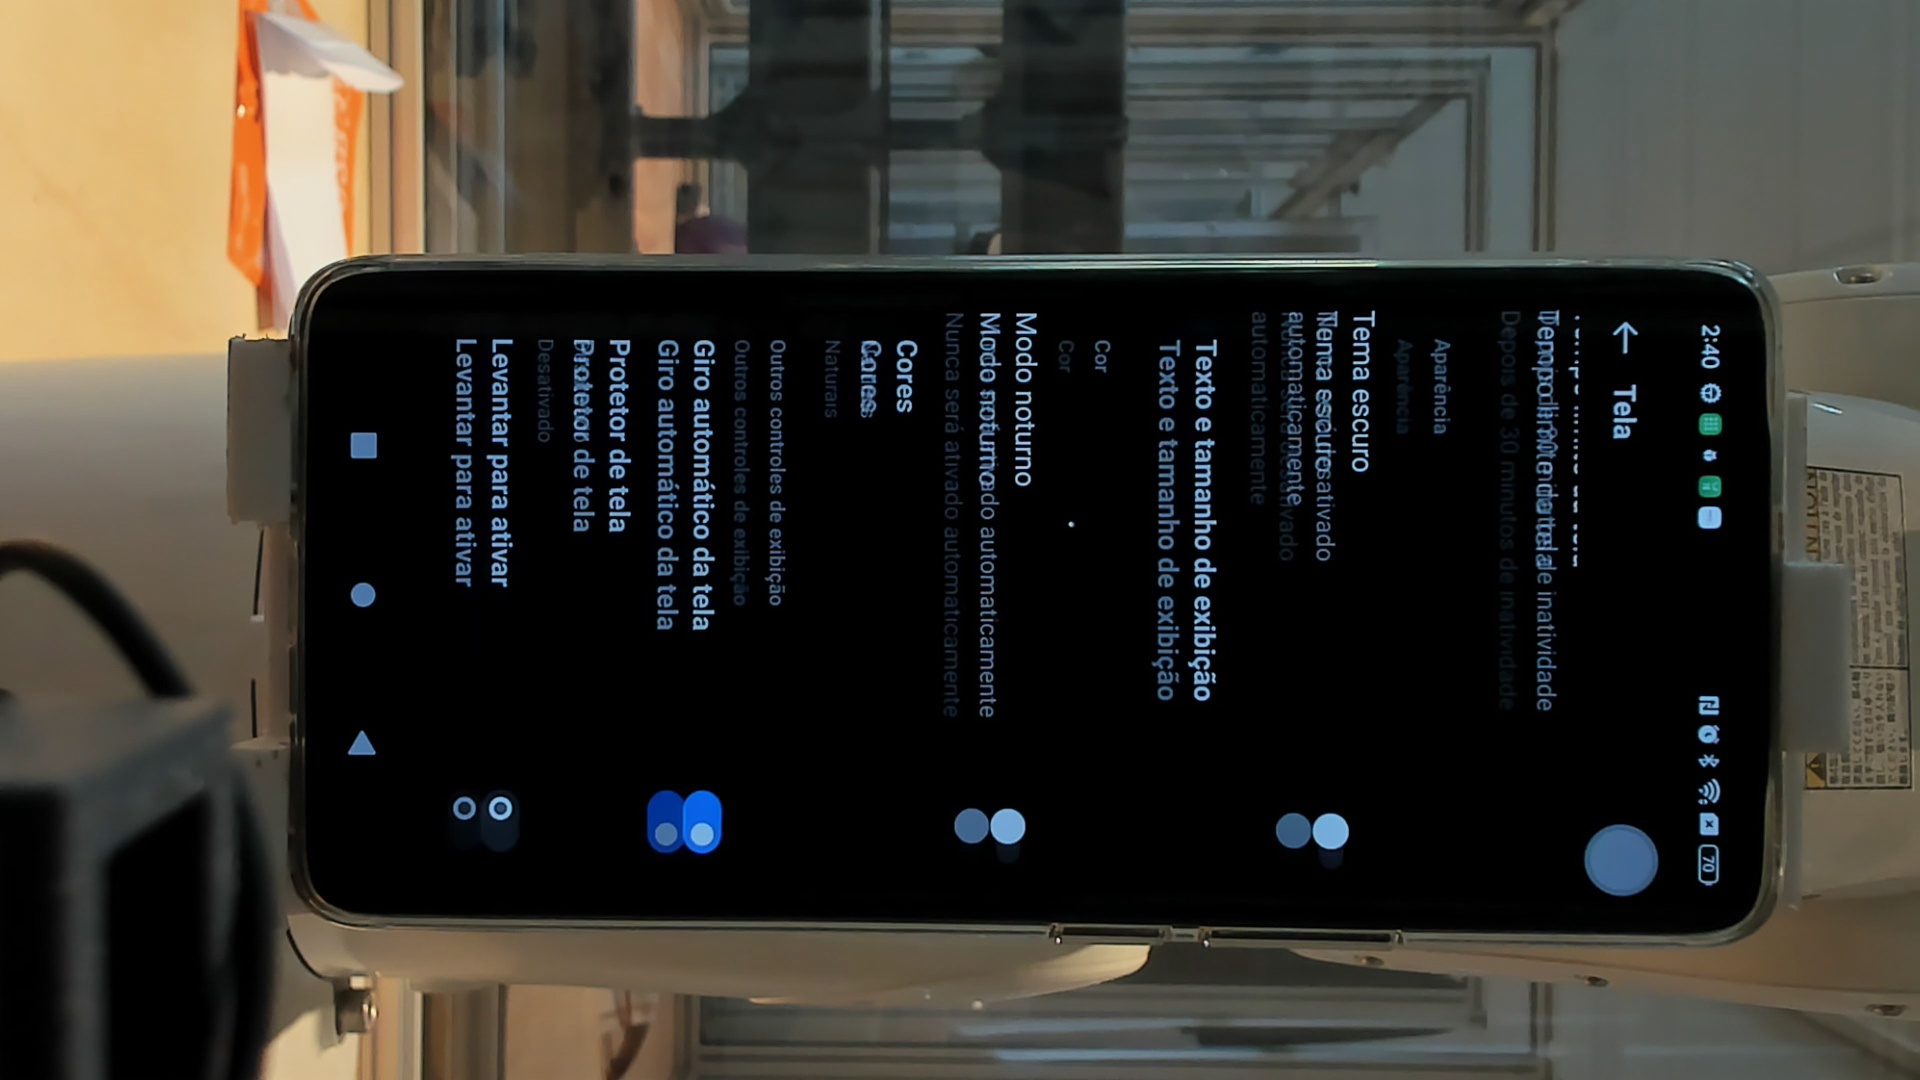 2:40
70
Tela
Tempo limite da tela
Depois de 30 minutos de inatividade
Aparência
Tema escuro
Nunca será ativado
automaticamente
Texto e tamanho de exibição
Cor
Modo noturno
Nunca será ativado automaticamente
Cores
Naturais
Outros controles de exibição
Giro automático da tela
Protetor de tela
Desativado
Levantar para ativar